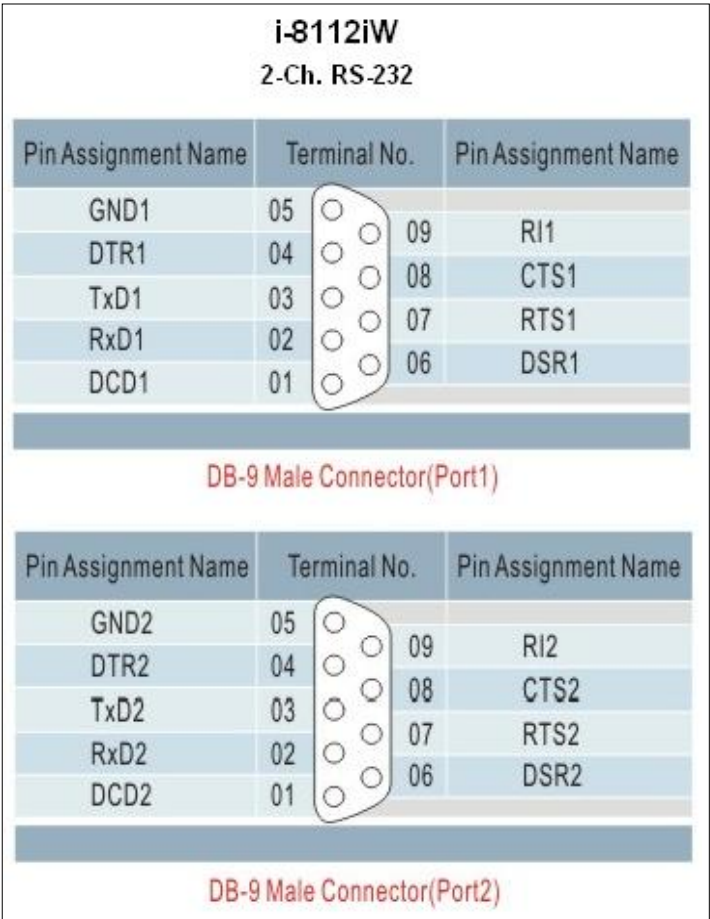 i-8112iW
2-Ch. RS-232
Pin Assignment Name Terminal No. Pin Assignment Name
GND1 05
09 RI1
DTR1 04
08 CTS1
TxD1 03
07 RTS1
RxD1 02
06 DSR1
DCD1 01
DB-9 Male Connector(Port1)
Pin Assignment Name Terminal No. Pin Assignment Name
GND2 05
09 RI2
DTR2 04
08 CTS2
TxD2 03
07 RTS2
RxD2 02
06 DSR2
DCD2 01
DB-9 Male Connector(Port2)